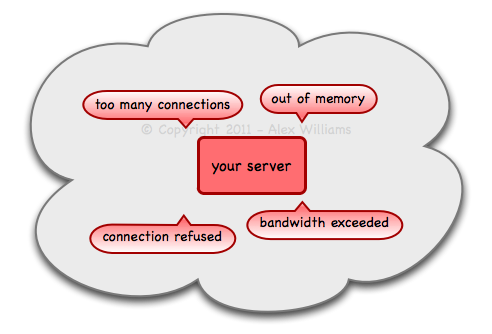 too many connections
out of memory
© Copyright 2011 - Alex Williams
your server
connection refused
bandwidth exceeded